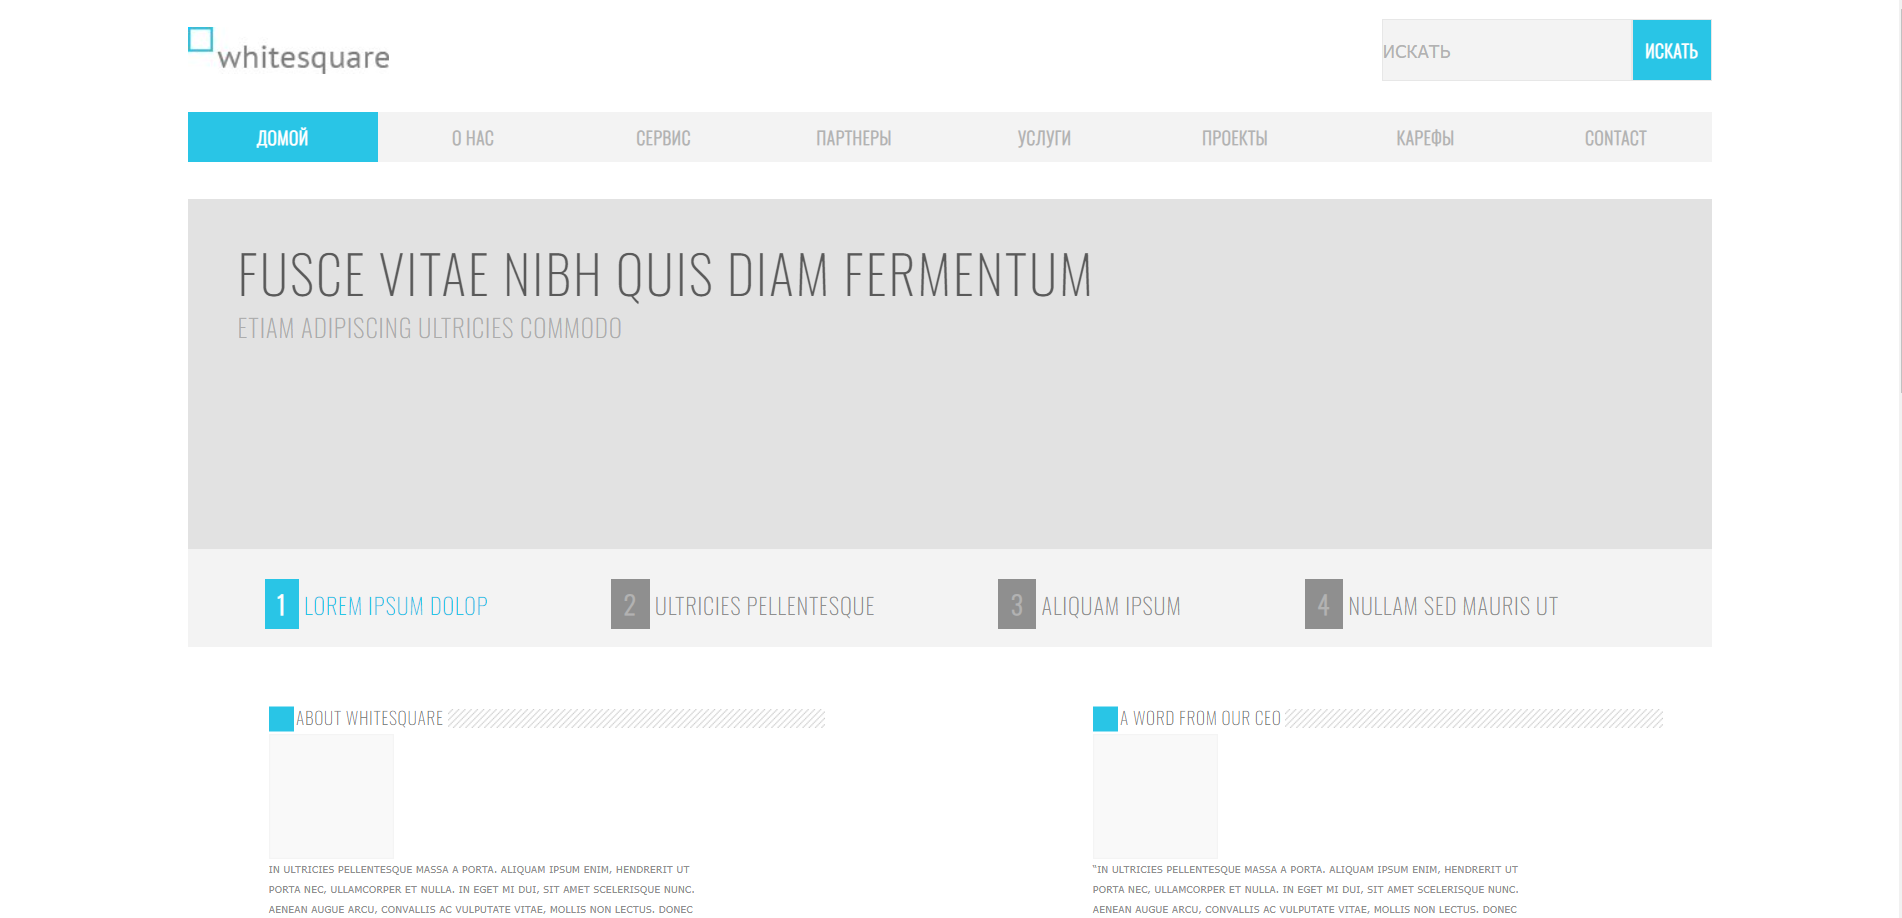 whitesquare
ИСКАТЬ ИСКАТЬ
ДОМОЙ О НАС СЕРВИС ПАРТНЕРЫ УСЛУГИ ПРОЕКТЫ КАРЕФЫ CONTACT
FUSCE VITAE NIBH QUIS DIAM FERMENTUM
ETIAM ADIPISCING ULTRICIES COMMODO
1 LOREM IPSUM DOLOP 2 ULTRICIES PELLENTESQUE 3 ALIQUAM IPSUM 4 NULLAM SED MAURIS UT
ABOUT WHITESQUARE
IN ULTRICIES PELLENTESQUE MASSA A PORTA. ALIQUAM IPSUM ENIM, HENDRERIT UT
PORTA NEC, ULLAMCORPER ET NULLA. IN EGET MI DUI, SIT AMET SCELERISQUE NUNC.
AENEAN AUGUE ARCU, CONVALLIS AC VULPUTATE VITAE, MOLLIS NON LECTUS. DONEC
A WORD FROM OUR CEO
“IN ULTRICIES PELLENTESQUE MASSA A PORTA. ALIQUAM IPSUM ENIM, HENDRERIT UT
PORTA NEC, ULLAMCORPER ET NULLA. IN EGET MI DUI, SIT AMET SCELERISQUE NUNC.
AENEAN AUGUE ARCU, CONVALLIS AC VULPUTATE VITAE, MOLLIS NON LECTUS. DONEC